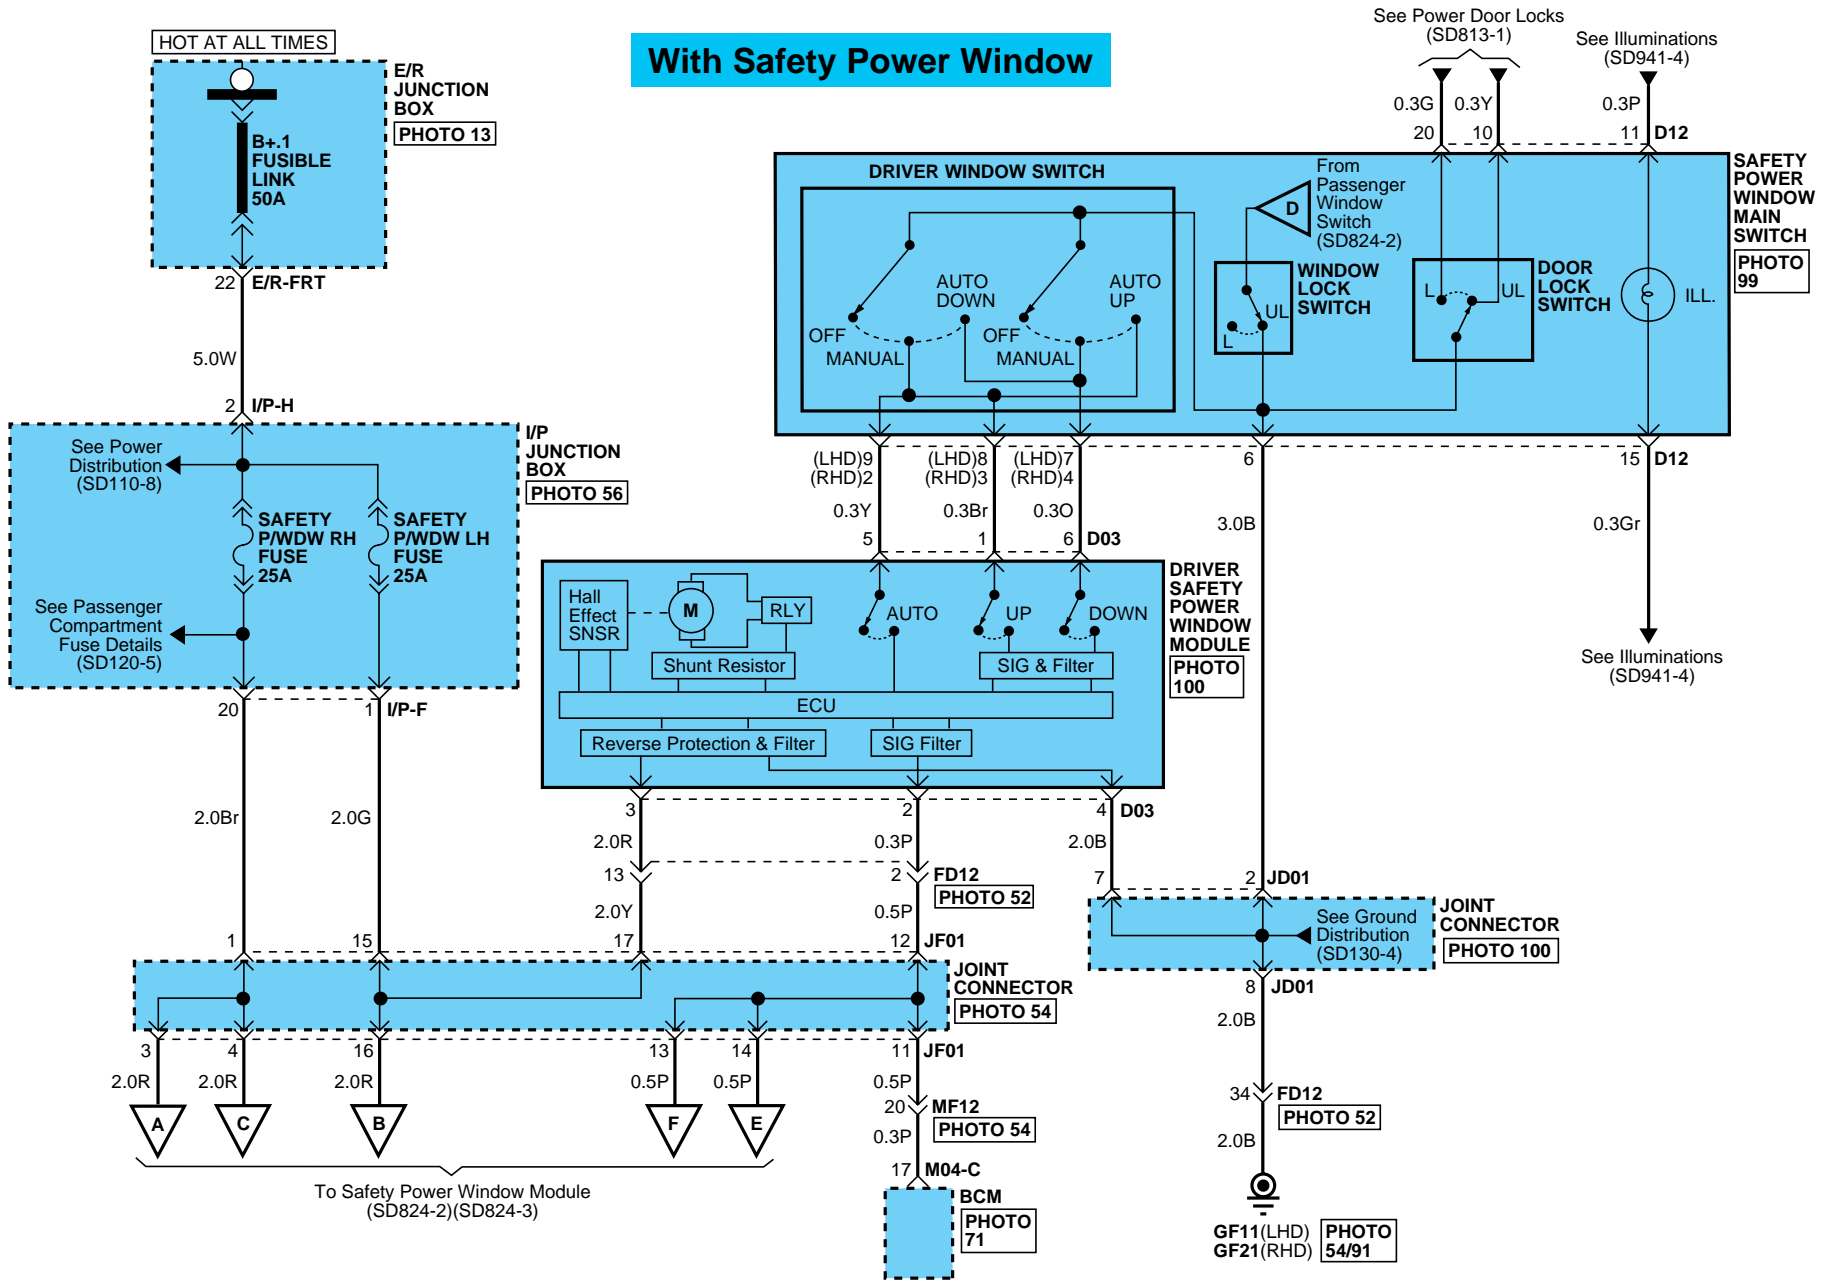 With Safety Power Window
HOT AT ALL TIMES
E/R
JUNCTION
BOX
PHOTO 13
B+.1
FUSIBLE
LINK
50A
22 E/R-FRT
5.0W
2 I/P-H
See Power
Distribution
(SD110-8)
I/P
JUNCTION
BOX
PHOTO 56
SAFETY
P/WDW RH
FUSE
25A
SAFETY
P/WDW LH
FUSE
25A
See Passenger
Compartment
Fuse Details
(SD120-5)
20 1 I/P-F
2.0Br 2.0G
See Power Door Locks
(SD813-1)
See Illuminations
(SD941-4)
0.3G 0.3Y 0.3P
20 10 11 D12
SAFETY
POWER
WINDOW
MAIN
SWITCH
PHOTO
99
DRIVER WINDOW SWITCH
From
Passenger
Window
Switch
(SD824-2)
D
AUTO
DOWN
AUTO
UP
OFF
MANUAL
OFF
MANUAL
WINDOW
LOCK
SWITCH
UL
L
DOOR
LOCK
SWITCH
L UL
ILL.
(LHD)9 (LHD)8 (LHD)7 6 15 D12
(RHD)2 (RHD)3 (RHD)4
0.3Y 0.3Br 0.3O 3.0B 0.3Gr
5 1 6 D03
See Illuminations
(SD941-4)
DRIVER
SAFETY
POWER
WINDOW
MODULE
PHOTO
100
Hall
Effect
SNSR
M
RLY
AUTO UP DOWN
Shunt Resistor
SIG & Filter
ECU
Reverse Protection & Filter
SIG Filter
3 2 4 D03
2.0R 0.3P 2.0B
13 2 FD12
PHOTO 52
2.0Y 0.5P
1 15 17 12 JF01
JOINT
CONNECTOR
PHOTO 54
3 4 16 13 14 11 JF01
2.0R 2.0R 2.0R 0.5P 0.5P 0.5P
A C B F E
To Safety Power Window Module
(SD824-2)(SD824-3)
20 MF12
PHOTO 54
0.3P
17 M04-C
BCM
PHOTO
71
7 2 JD01
See Ground
Distribution
(SD130-4)
JOINT
CONNECTOR
PHOTO 100
8 JD01
2.0B
34 FD12
PHOTO 52
2.0B
GF11(LHD)
GF21(RHD)
PHOTO
54/91